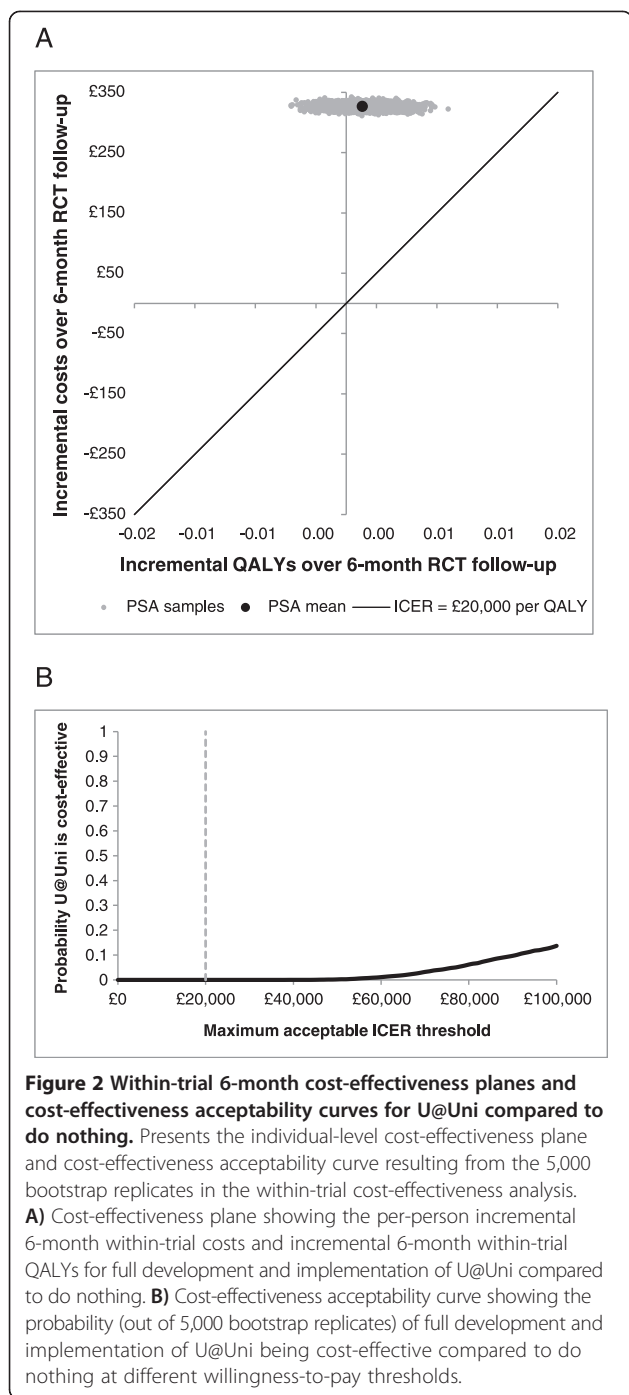 A
Incremental costs over 6-month RCT follow-up
£350
£250
£150
£50
-£50
-£150
-£250
-£350
-0.02 -0.01 -0.01 0.00 0.00 0.01 0.01 0.02
Incremental QALYs over 6-month RCT follow-up
PSA samples PSA mean ICER = £20,000 per QALY
B
Probability U@Uni is cost-effective
1
0.9
0.8
0.7
0.6
0.5
0.4
0.3
0.2
0.1
0
£0 £20,000 £40,000 £60,000 £80,000 £100,000
Maximum acceptable ICER threshold
Figure 2 Within-trial 6-month cost-effectiveness planes and
cost-effectiveness acceptability curves for U@Uni compared to
do nothing. Presents the individual-level cost-effectiveness plane
and cost-effectiveness acceptability curve resulting from the 5,000
bootstrap replicates in the within-trial cost-effectiveness analysis.
A) Cost-effectiveness plane showing the per-person incremental
6-month within-trial costs and incremental 6-month within-trial
QALYs for full development and implementation of U@Uni compared
to do nothing. B) Cost-effectiveness acceptability curve showing the
probability (out of 5,000 bootstrap replicates) of full development and
implementation of U@Uni being cost-effective compared to do
nothing at different willingness-to-pay thresholds.